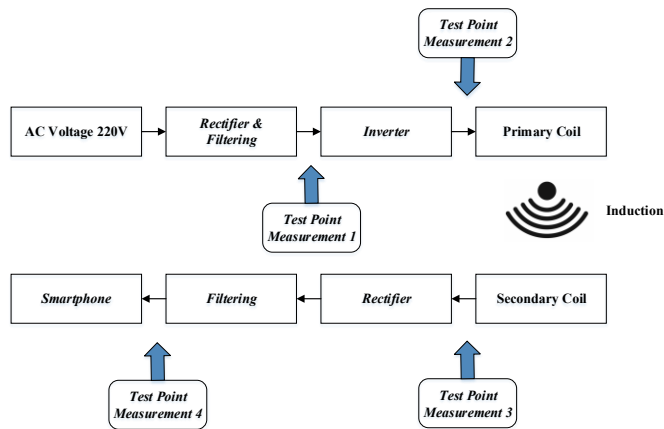 Test Point
Measurement 2
AC Voltage 220V
Rectifier &
Filtering
Inverter
Primary Coil
Test Point
Measurement 1
Induction
Smartphone
Filtering
Rectifier
Secondary Coil
Test Point
Measurement 4
Test Point
Measurement 3